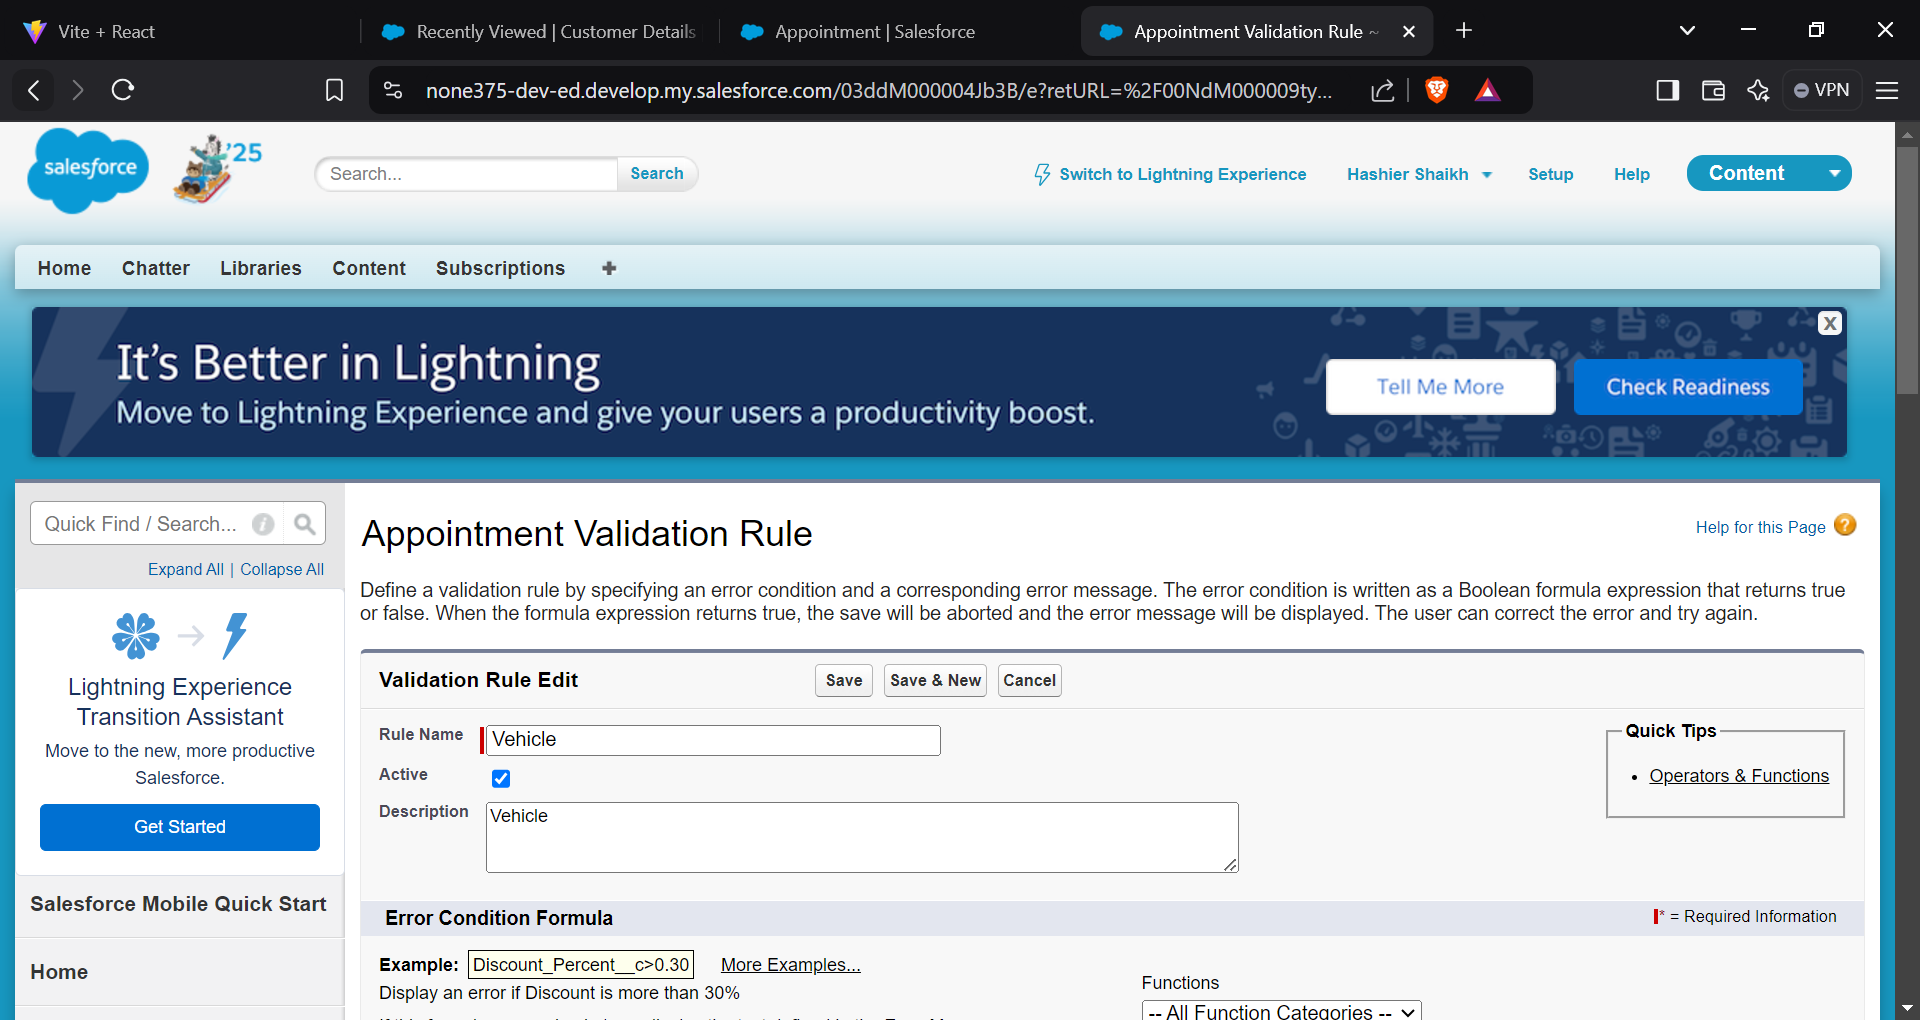 Vite + React
Recently Viewed | Customer Details
Appointment | Salesforce
Appointment Validation Rule ~
none375-dev-ed.develop.my.salesforce.com/03ddM000004Jb3B/e?retURL=%2F00NdM000009ty...
VPN
salesforce
'25
Search...
Search
Switch to Lightning Experience
Hashier Shaikh
Setup
Help
Content
Home
Chatter
Libraries
Content
Subscriptions
It's Better in Lightning
Move to Lightning Experience and give your users a productivity boost.
Tell Me More
Check Readiness
X
Quick Find / Search...
Expand All | Collapse All
Lightning Experience
Transition Assistant
Move to the new, more productive
Salesforce.
Get Started
Salesforce Mobile Quick Start
Home
Appointment Validation Rule
Help for this Page
Define a validation rule by specifying an error condition and a corresponding error message. The error condition is written as a Boolean formula expression that returns true
or false. When the formula expression returns true, the save will be aborted and the error message will be displayed. The user can correct the error and try again.
Validation Rule Edit
Save
Save & New
Cancel
Rule Name
Vehicle
Active
Description
Vehicle
Quick Tips
• Operators & Functions
Error Condition Formula
* = Required Information
Example: Discount_Percent__c>0.30 More Examples...
Display an error if Discount is more than 30%
Functions
-- All Function Categories --